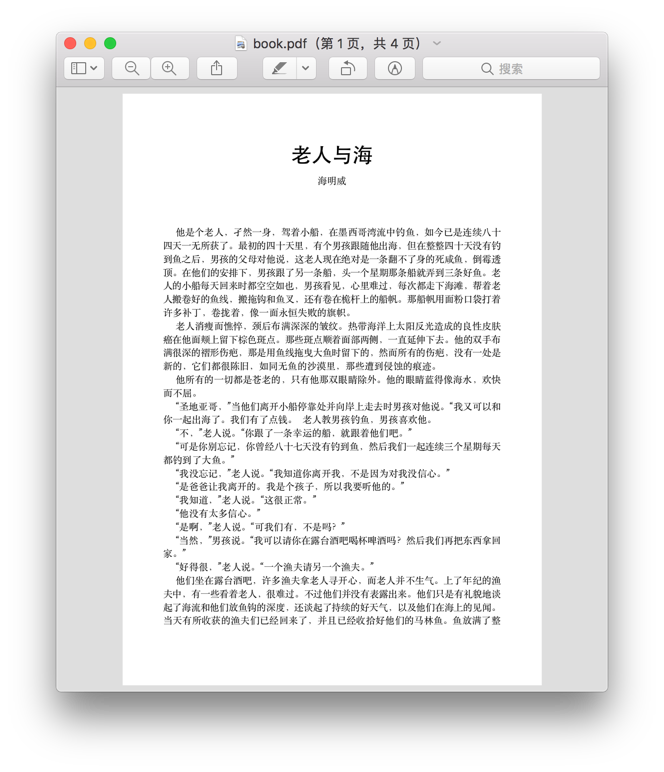 book.pdf（第 1 页，共 4 页）
搜索
老人与海
海明威
他是个老人，孑然一身，驾着小船，在墨西哥湾流中钓鱼，如今已是连续八十
四天一无所获了。最初的四十天里，有个男孩跟随他出海，但在整整四十天没有钓
到鱼之后，男孩的父母对他说，这老人现在绝对是一条翻不了身的死咸鱼，倒霉透
顶。在他们的安排下，男孩跟了另一条船，头一个星期那条船就弄到三条好鱼。老
人的小船每天回来时都空空如也，男孩看见，心里难过，每次都走下海滩，帮着老
人搬卷好的鱼线，搬拖钩和鱼叉，还有卷在桅杆上的船帆。那船帆用面粉口袋打着
许多补丁，卷拢着，像一面永恒失败的旗帜。
老人消瘦而憔悴，颈后布满深深的皱纹。热带海洋上太阳反光造成的良性皮肤
癌在他面颊上留下棕色斑点。那些斑点顺着面部两侧，一直延伸下去。他的双手布
满很深的褶形伤疤，那是用鱼线拖曳大鱼时留下的，然而所有的伤疤，没有一处是
新的，它们都很陈旧，如同无鱼的沙漠里，那些遭到侵蚀的痕迹。
他所有的一切都是苍老的，只有他那双眼睛除外。他的眼睛蓝得像海水，欢快
而不屈。
“圣地亚哥，”当他们离开小船停靠处并向岸上走去时男孩对他说。“我又可以和
你一起出海了。我们有了点钱。 老人教男孩钓鱼，男孩喜欢他。
“不，”老人说。“你跟了一条幸运的船，就跟着他们吧。”
“可是你别忘记，你曾经八十七天没有钓到鱼，然后我们一起连续三个星期每天
都钓到了大鱼。”
“我没忘记，”老人说。“我知道你离开我，不是因为对我没信心。”
“是爸爸让我离开的。我是个孩子，所以我要听他的。”
“我知道，”老人说。“这很正常。”
“他没有太多信心。”
“是啊，”老人说。“可我们有，不是吗？”
“当然，”男孩说。“我可以请你在露台酒吧喝杯啤酒吗？然后我们再把东西拿回
家。”
“好得很，”老人说。“一个渔夫请另一个渔夫。”
他们坐在露台酒吧，许多渔夫拿老人寻开心，而老人并不生气。上了年纪的渔
夫中，有一些看着老人，很难过。不过他们并没有表露出来。他们只是有礼貌地谈
起了海流和他们放鱼钩的深度，还谈起了持续的好天气，以及他们在海上的见闻。
当天有所收获的渔夫们已经回来了，并且已经收拾好他们的马林鱼。鱼放满了整